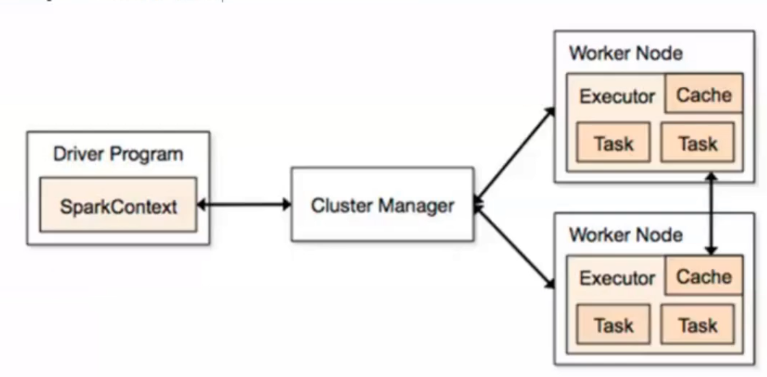 Driver Program
SparkContext
Cluster Manager
Worker Node
Executor Cache
Task Task
Worker Node
Executor Cache
Task Task